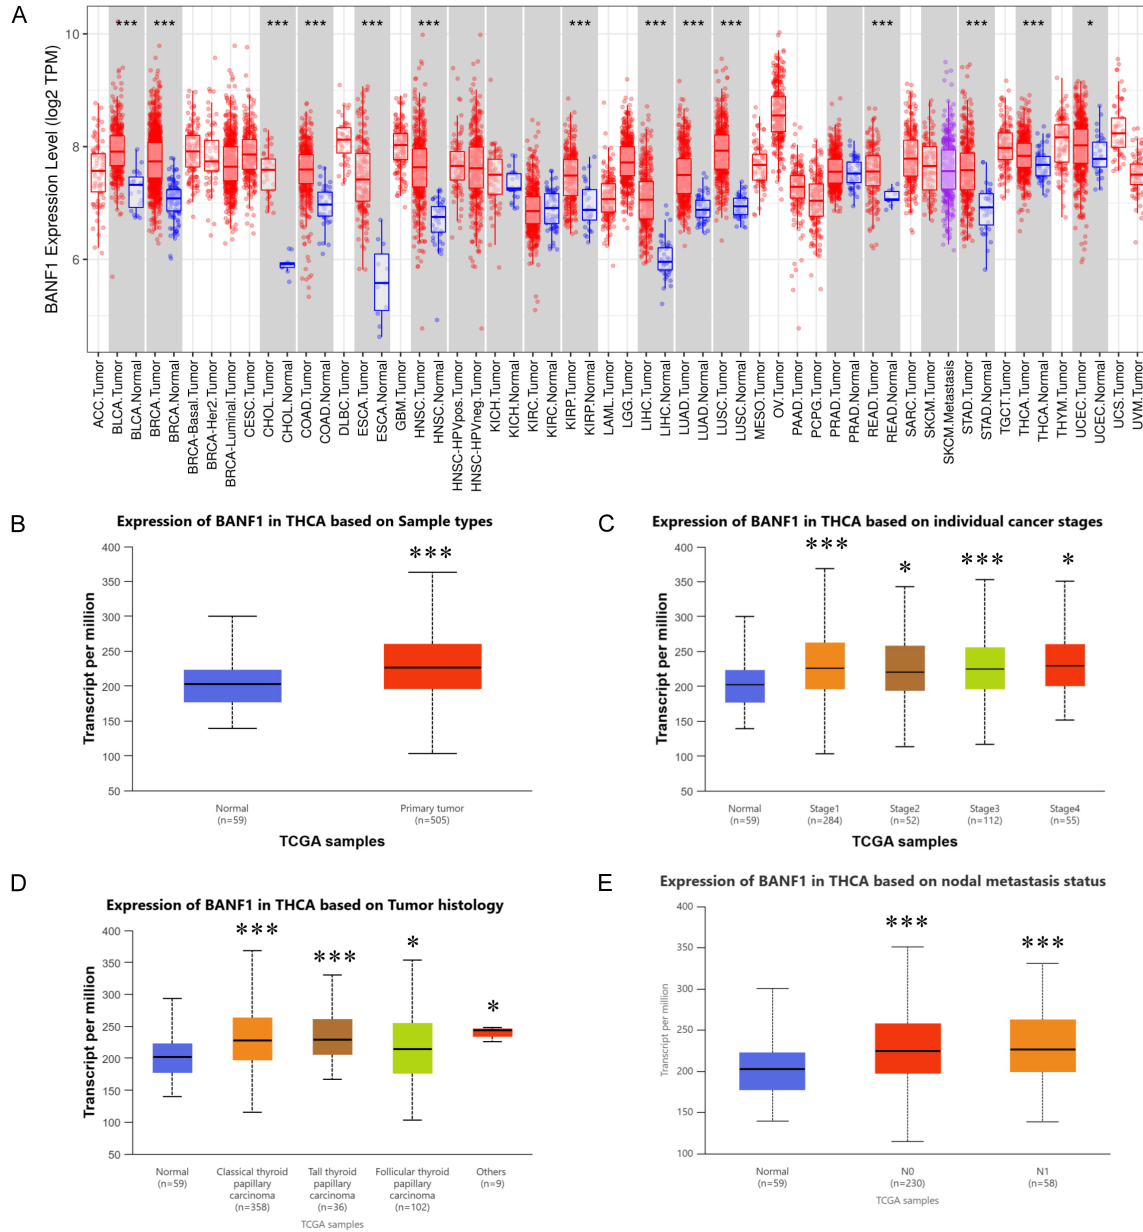 A
BANF1 Expression Level (log2 TPM)
10
8
6
*** *** *** *** *** *** *** *** *** *** *** *** *** *
ACC.Tumor
BLCA.Tumor
BLCA.Normal
BRCA.Tumor
BRCA.Normal
BRCA-Basal.Tumor
BRCA-Her2.Tumor
BRCA-Luminal.Tumor
CESC.Tumor
CHOL.Tumor
CHOL.Normal
COAD.Tumor
COAD.Normal
DLBC.Tumor
ESCA.Tumor
ESCA.Normal
GBM.Tumor
HNSC.Tumor
HNSC.Normal
HNSC-HPVpos.Tumor
HNSC-HPVneg.Tumor
KICH.Tumor
KICH.Normal
KIRC.Tumor
KIRC.Normal
KIRP.Tumor
KIRP.Normal
LAML.Tumor
LGG.Tumor
LIHC.Tumor
LIHC.Normal
LUAD.Tumor
LUAD.Normal
LUSC.Tumor
LUSC.Normal
MESO.Tumor
OV.Tumor
PAAD.Tumor
PCPG.Tumor
PRAD.Tumor
PRAD.Normal
READ.Tumor
READ.Normal
SARC.Tumor
SKCM.Tumor
SKCM.Metastasis
STAD.Tumor
STAD.Normal
TGCT.Tumor
THCA.Tumor
THCA.Normal
THYM.Tumor
UCEC.Tumor
UCEC.Normal
UCS.Tumor
UVM.Tumor
B
Expression of BANF1 in THCA based on Sample types
Transcript per million
400
350
300
250
200
150
100
50
***
Normal
(n=59)
Primary tumor
(n=505)
TCGA samples
C
Expression of BANF1 in THCA based on individual cancer stages
Transcript per million
400
350
300
250
200
150
100
50
*** * *** *
Normal
(n=59)
Stage1
(n=284)
Stage2
(n=52)
Stage3
(n=112)
Stage4
(n=55)
TCGA samples
D
Expression of BANF1 in THCA based on Tumor histology
Transcript per million
400
350
300
250
200
150
100
50
*** *** * *
Normal
(n=59)
Classical thyroid
papillary
carcinoma
(n=358)
Tall thyroid
papillary
carcinoma
(n=36)
Follicular thyroid
papillary
carcinoma
(n=102)
Others
(n=9)
TCGA samples
E
Expression of BANF1 in THCA based on nodal metastasis status
Transcript per million
400
350
300
250
200
150
100
*** ***
Normal
(n=59)
N0
(n=230)
N1
(n=58)
TCGA samples